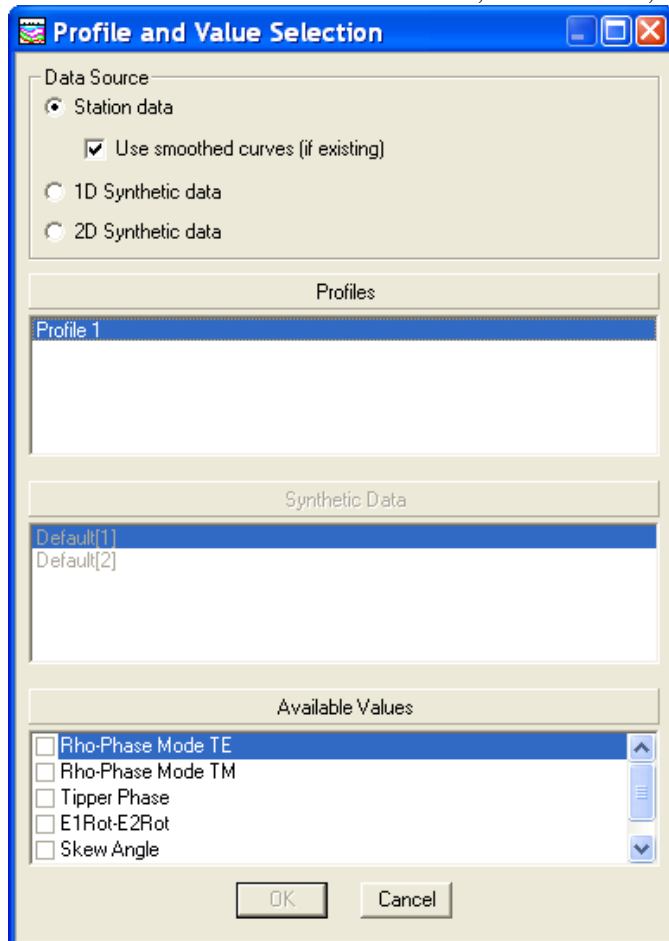 Profile and Value Selection
Data Source
Station data
Use smoothed curves (if existing)
1D Synthetic data
2D Synthetic data
Profiles
Profile 1
Synthetic Data
Default[1]
Default[2]
Available Values
Rho-Phase Mode TE
Rho-Phase Mode TM
Tipper Phase
E1Rot-E2Rot
Skew Angle
OK Cancel